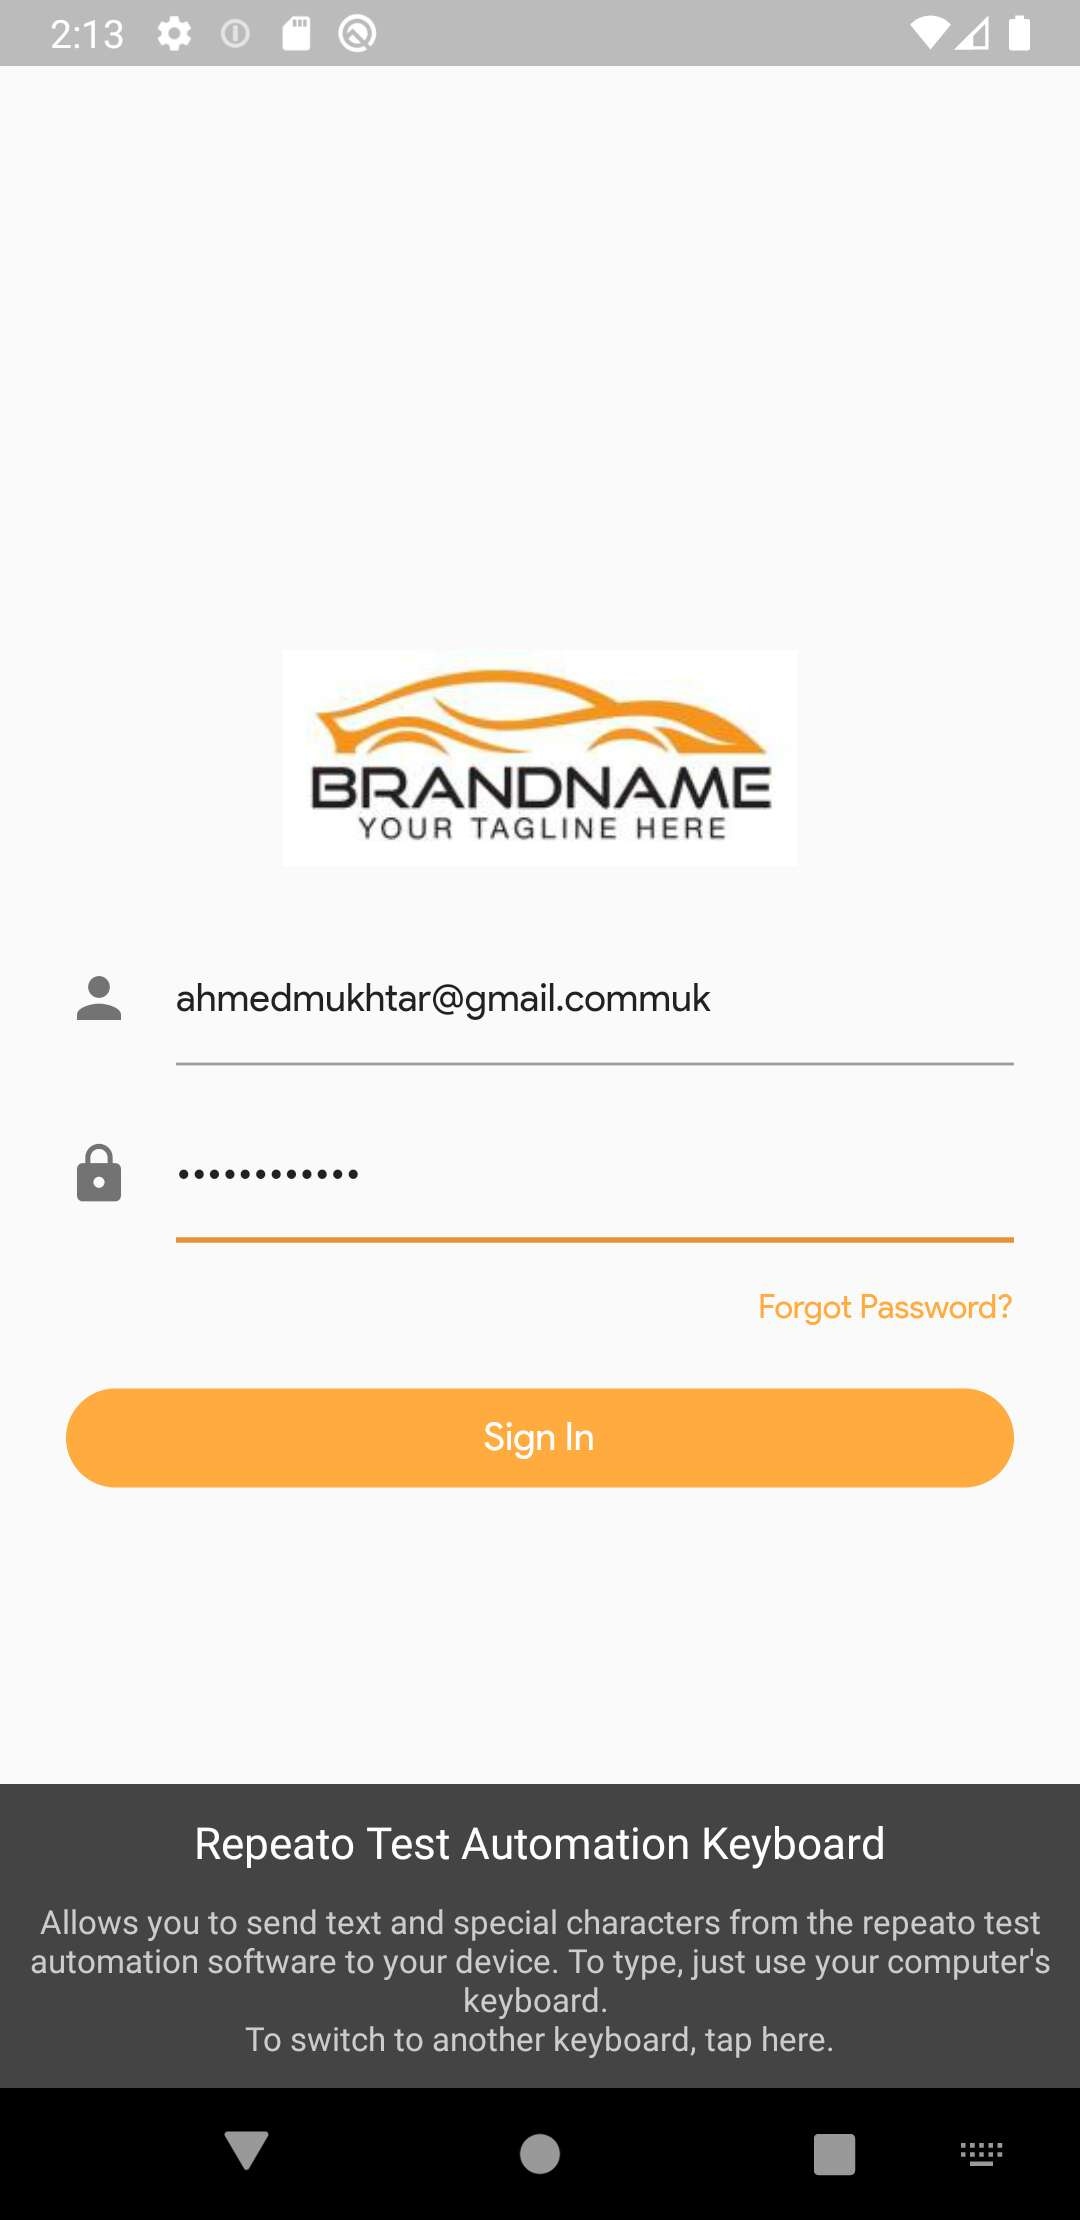 2:13
BRANDNAME
YOUR TAGLINE HERE
ahmedmukhtar@gmail.commuk
••••••••••••
Forgot Password?
Sign In
Repeato Test Automation Keyboard
Allows you to send text and special characters from the repeato test
automation software to your device. To type, just use your computer's
keyboard.
To switch to another keyboard, tap here.